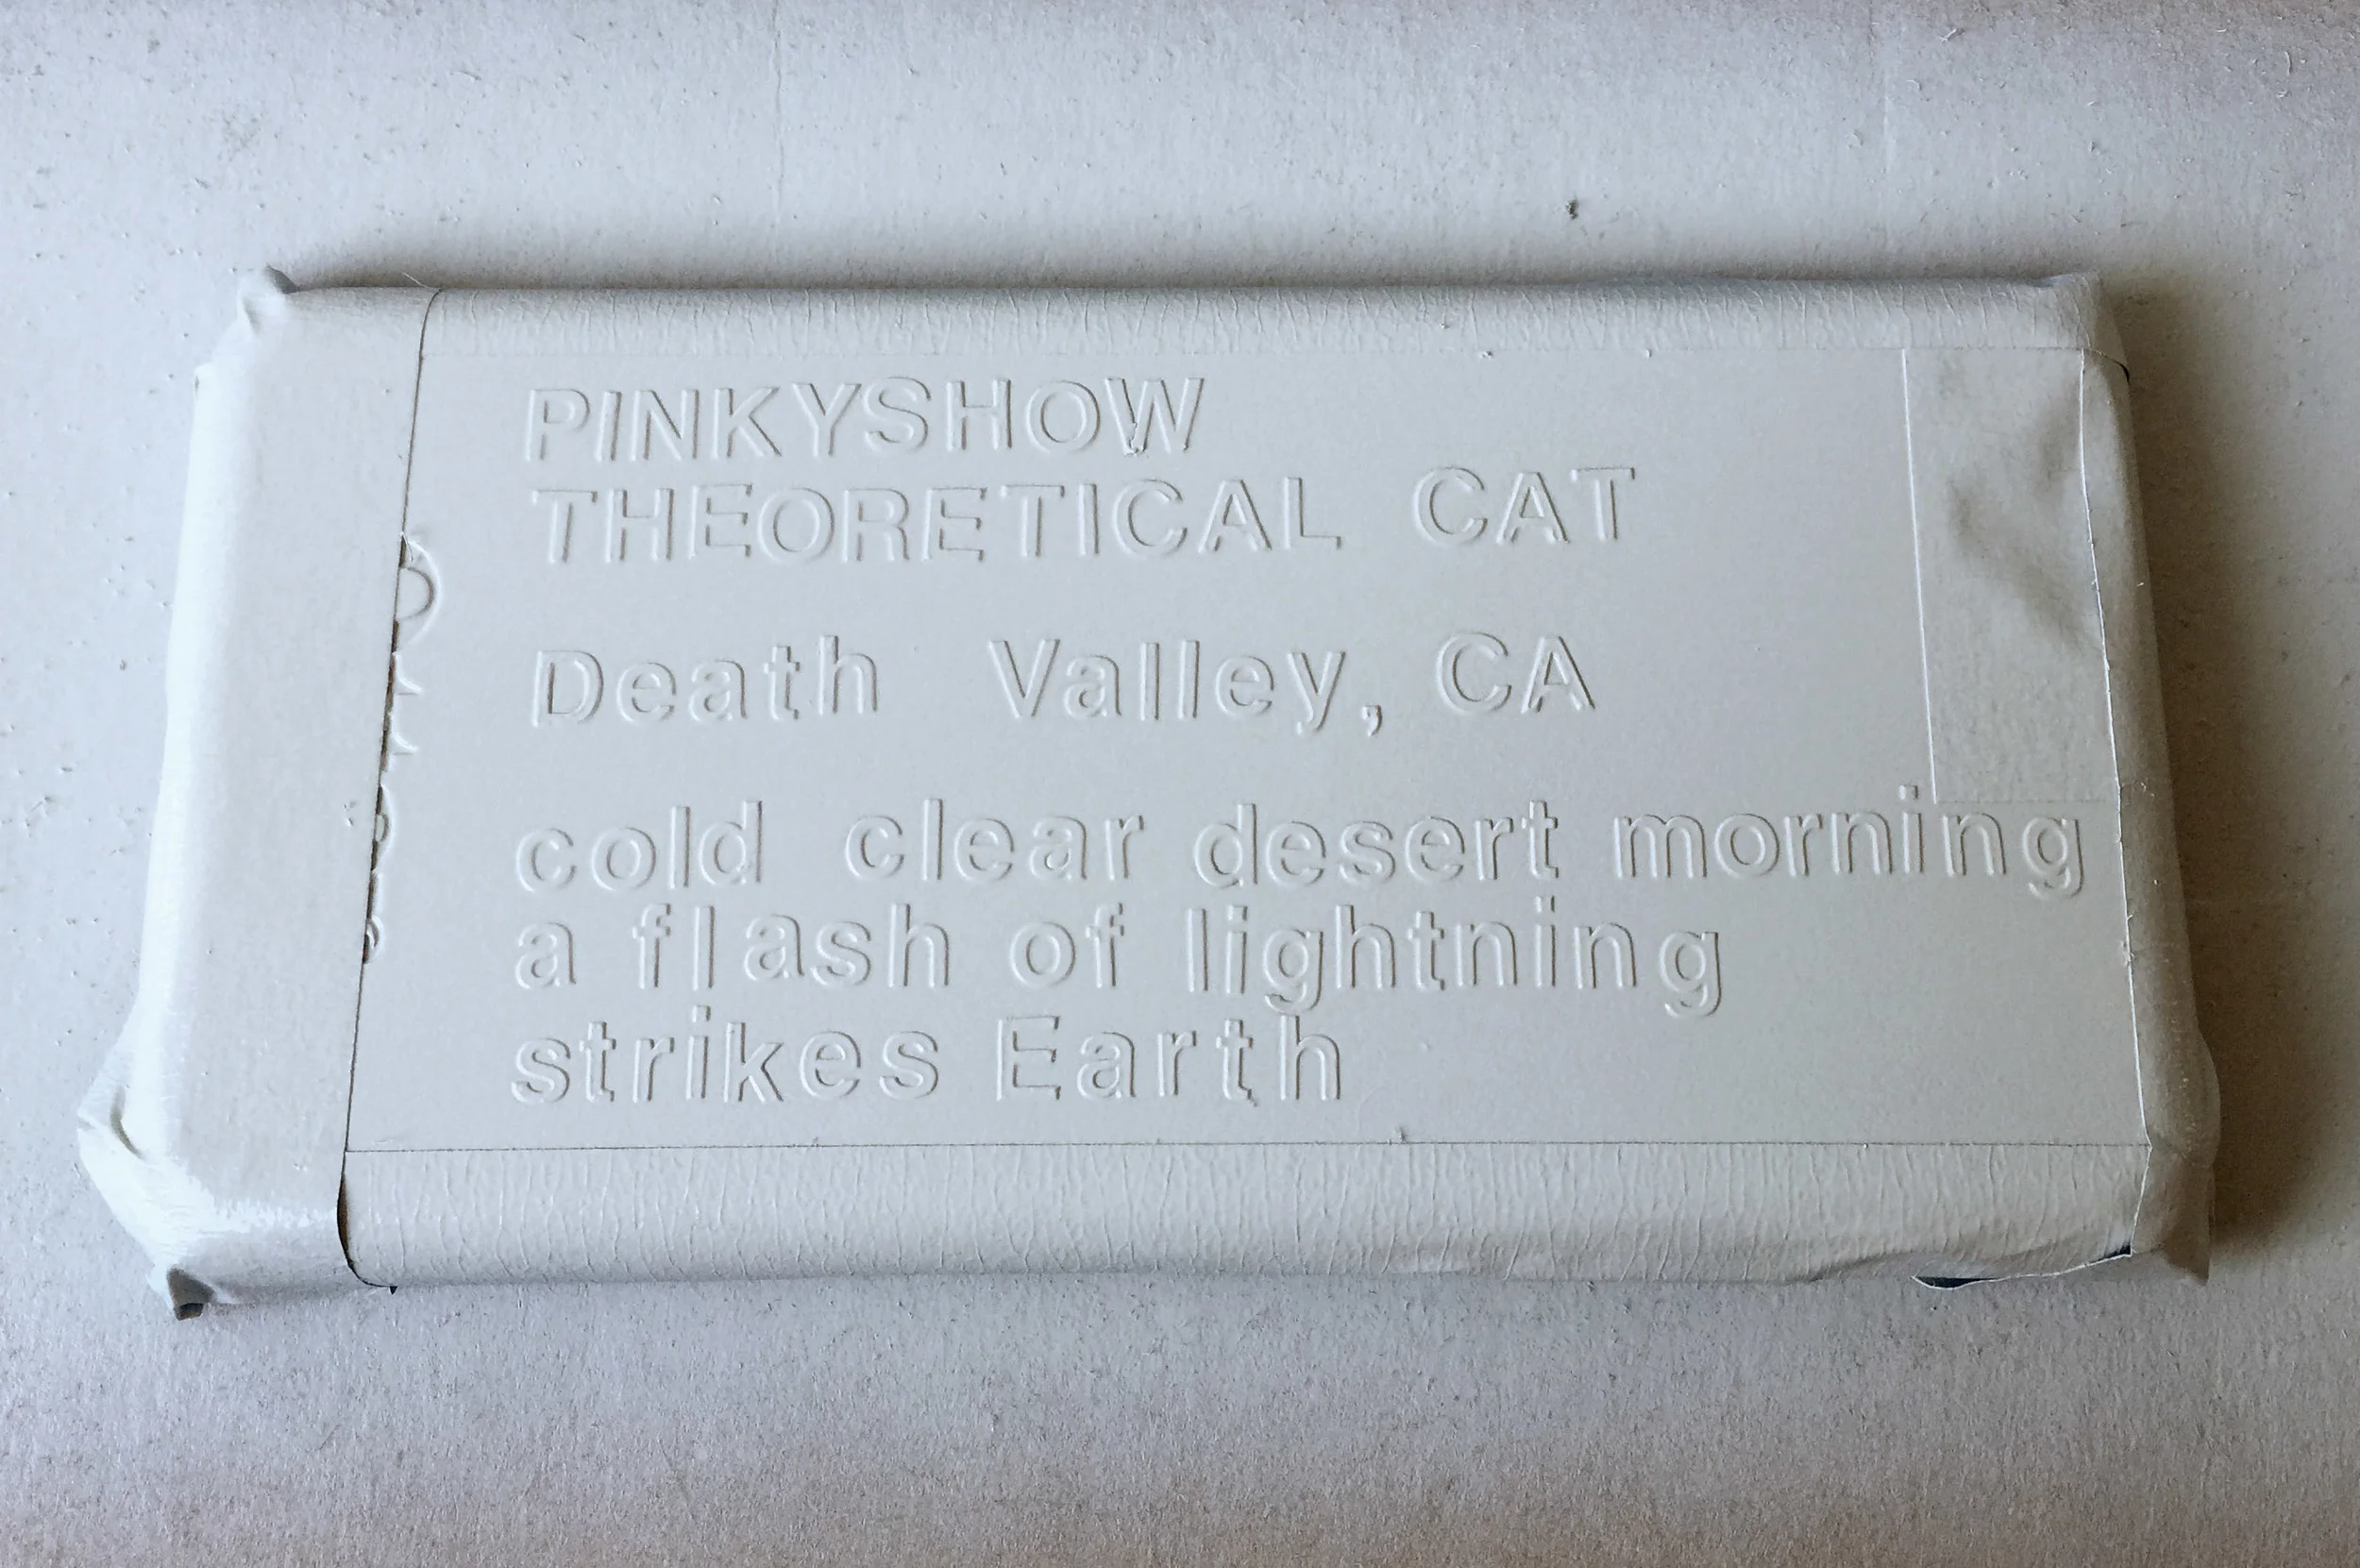 PINKYSHOW
THEORETICAL CAT
Death Valley, CA
cold clear desert morning
a flash of lightning
strikes Earth